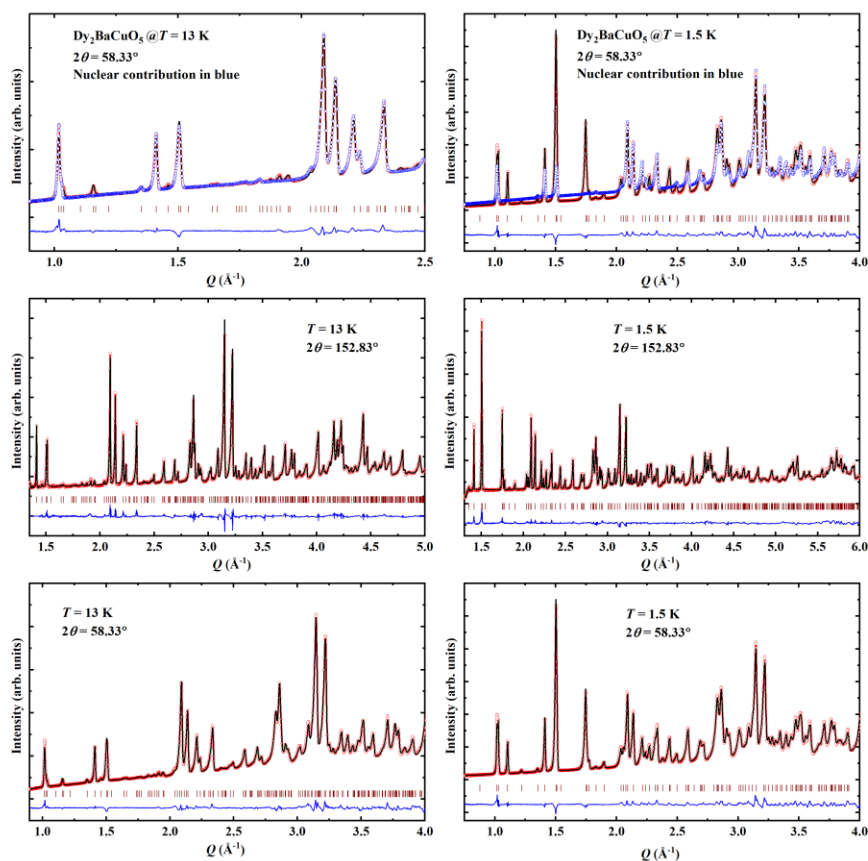 Dy₂BaCuO₅ @T = 13 K
2θ = 58.33°
Nuclear contribution in blue
Intensity (arb. units)
1.0 1.5 2.0 2.5
Q (Å⁻¹)
Dy₂BaCuO₅ @T = 1.5 K
2θ = 58.33°
Nuclear contribution in blue
Intensity (arb. units)
1.0 1.5 2.0 2.5 3.0 3.5 4.0
Q (Å⁻¹)
T = 13 K
2θ = 152.83°
Intensity (arb. units)
1.5 2.0 2.5 3.0 3.5 4.0 4.5 5.0
Q (Å⁻¹)
T = 1.5 K
2θ = 152.83°
Intensity (arb. units)
1.5 2.0 2.5 3.0 3.5 4.0 4.5 5.0 5.5 6.0
Q (Å⁻¹)
T = 13 K
2θ = 58.33°
Intensity (arb. units)
1.0 1.5 2.0 2.5 3.0 3.5 4.0
Q (Å⁻¹)
T = 1.5 K
2θ = 58.33°
Intensity (arb. units)
1.0 1.5 2.0 2.5 3.0 3.5 4.0
Q (Å⁻¹)